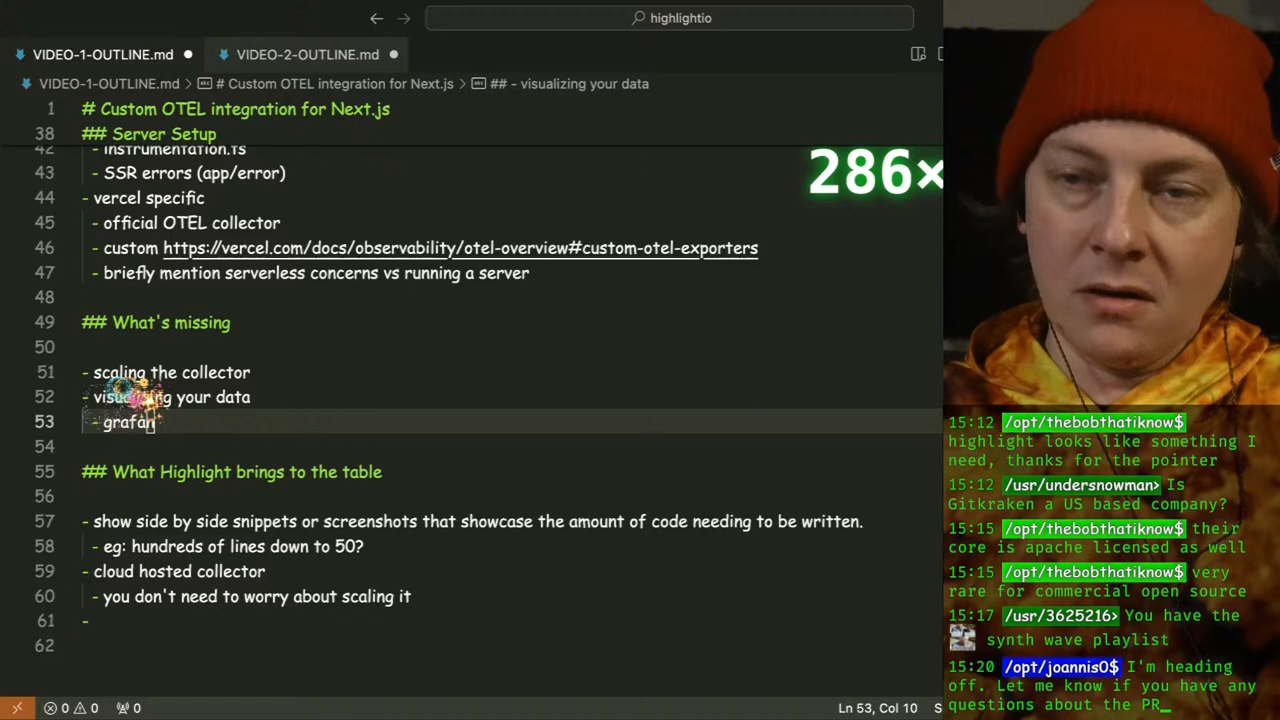 highlightio
VIDEO-1-OUTLINE.md
VIDEO-2-OUTLINE.md
VIDEO-1-OUTLINE.md > # Custom OTEL integration for Next.js > ## - visualizing your data
1 # Custom OTEL integration for Next.js
38 ## Server Setup
42 - instrumentation.ts
43 - SSR errors (app/error)
44 - vercel specific
45 - official OTEL collector
46 - custom https://vercel.com/docs/observability/otel-overview#custom-otel-exporters
47 - briefly mention serverless concerns vs running a server
48
49 ## What's missing
50
51 - scaling the collector
52 - visualizing your data
53 - grafan
54
55 ## What Highlight brings to the table
56
57 - show side by side snippets or screenshots that showcase the amount of code needing to be written.
58 - eg: hundreds of lines down to 50?
59 - cloud hosted collector
60 - you don't need to worry about scaling it
61 -
62
286×
0 0 0
Ln 53, Col 10 S
15:12 /opt/thebobthatiknow$
highlight looks like something I
need, thanks for the pointer
15:12 /usr/undersnowman> Is
Gitkraken a US based company?
15:15 /opt/thebobthatiknow$ their
core is apache licensed as well
15:15 /opt/thebobthatiknow$ very
rare for commercial open source
15:17 /usr/3625216> You have the
synth wave playlist
15:20 /opt/joannis0$ I'm heading
off. Let me know if you have any
questions about the PR_